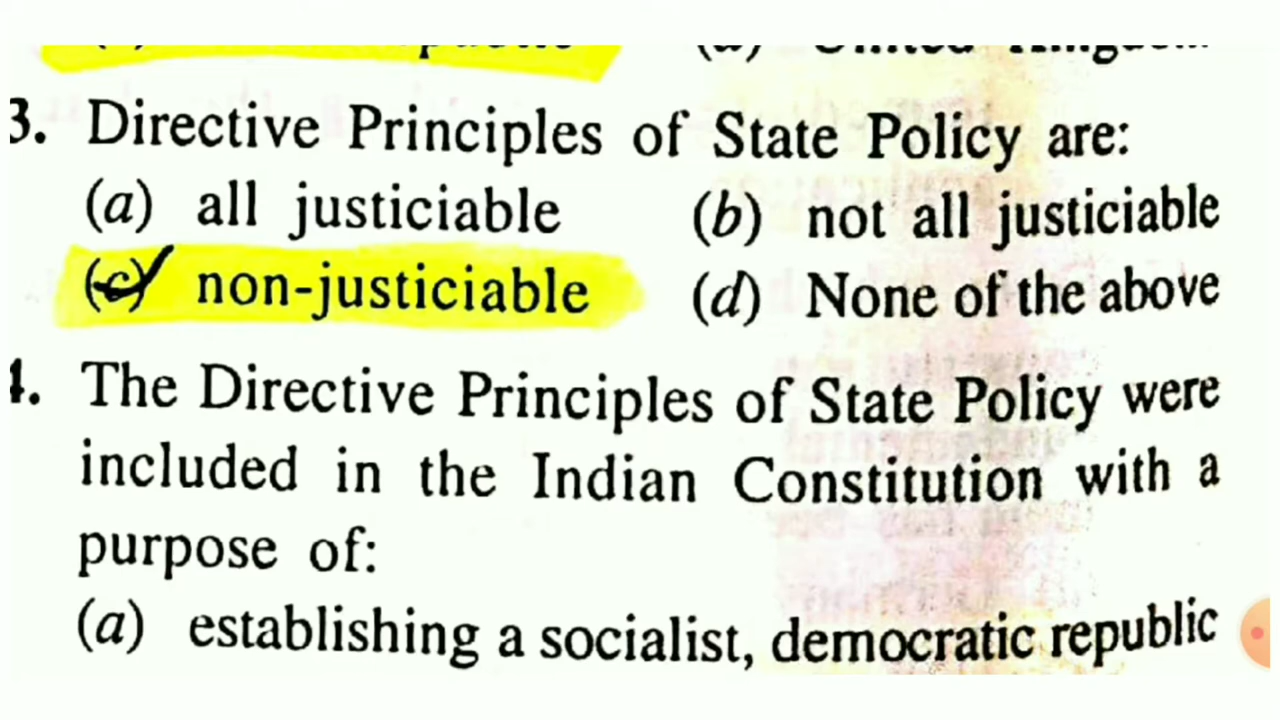 3. Directive Principles of State Policy are:
(a) all justiciable (b) not all justiciable
(c) non-justiciable (d) None of the above
4. The Directive Principles of State Policy were
included in the Indian Constitution with a
purpose of:
(a) establishing a socialist, democratic republic